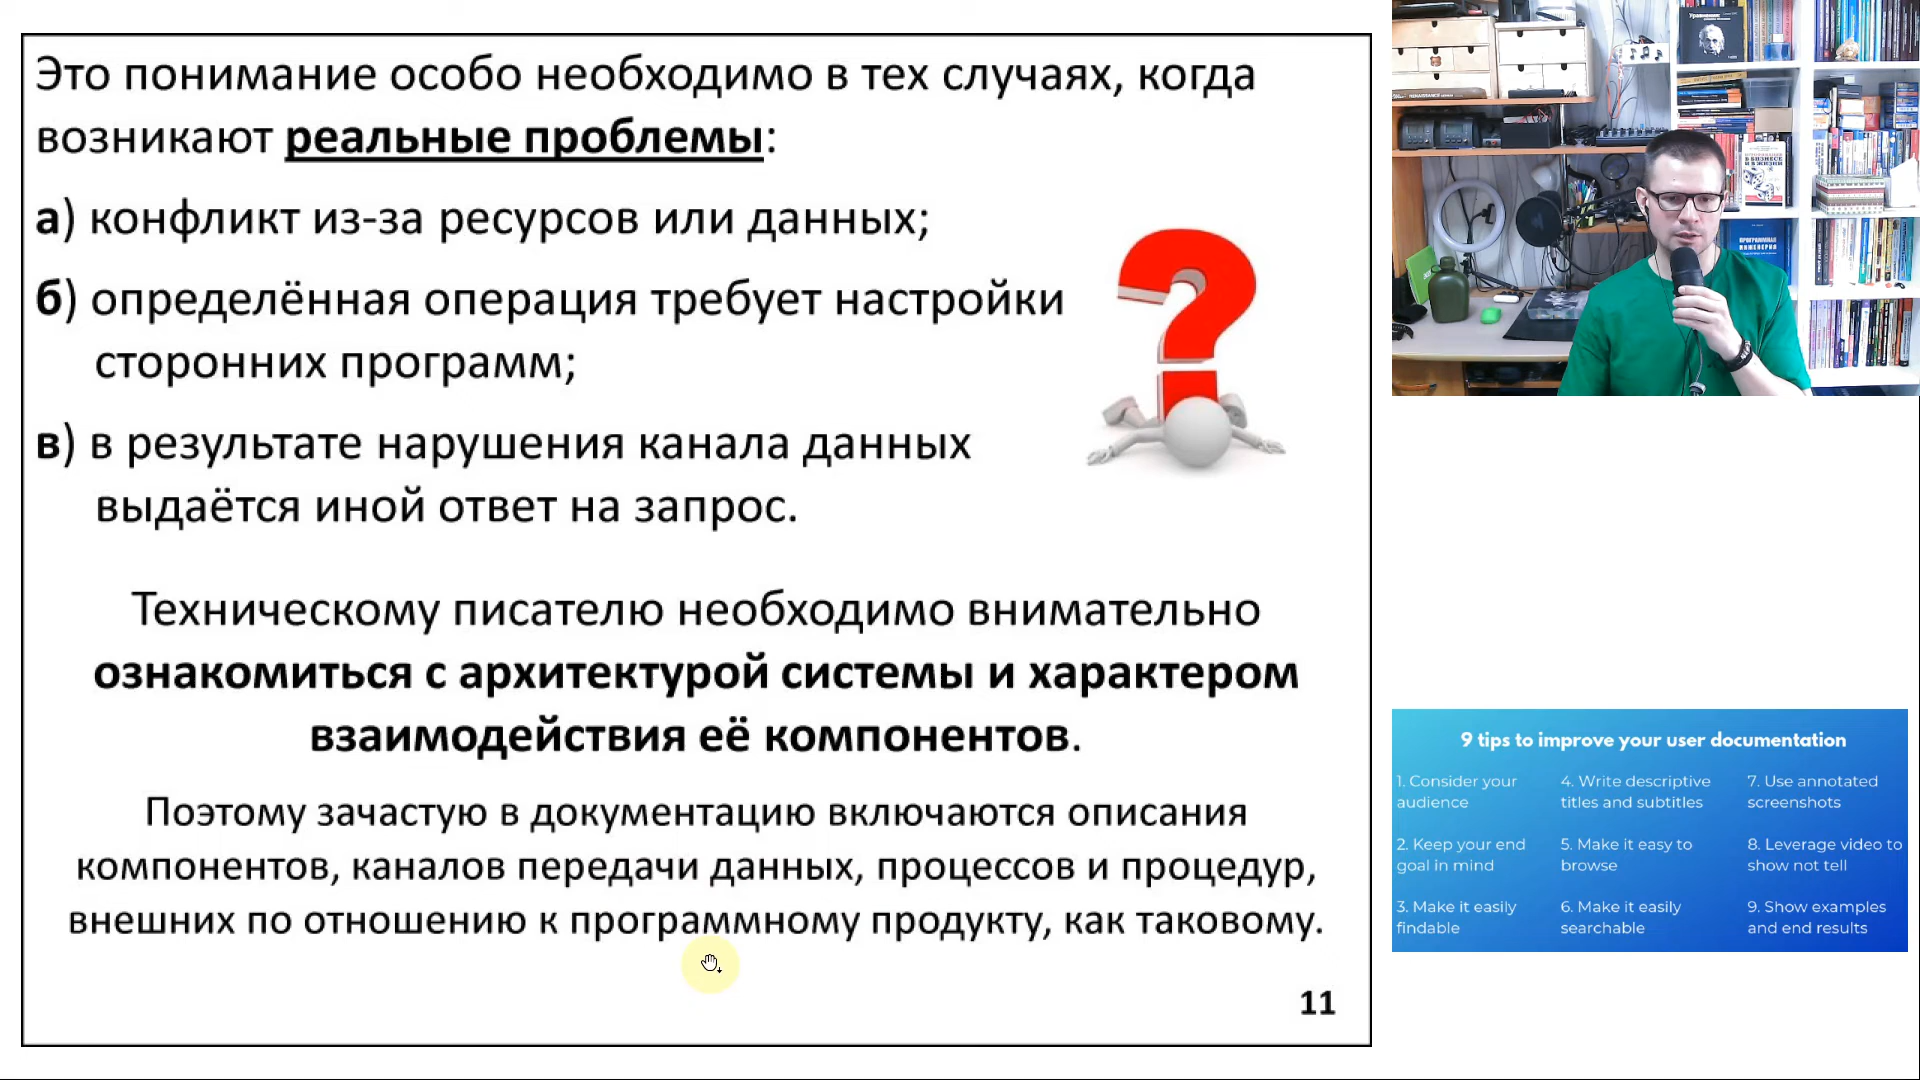 Это понимание особо необходимо в тех случаях, когда
возникают реальные проблемы:
а) конфликт из-за ресурсов или данных;
б) определённая операция требует настройки
сторонних программ;
в) в результате нарушения канала данных
выдаётся иной ответ на запрос.
Техническому писателю необходимо внимательно
ознакомиться с архитектурой системы и характером
взаимодействия её компонентов.
Поэтому зачастую в документацию включаются описания
компонентов, каналов передачи данных, процессов и процедур,
внешних по отношению к программному продукту, как таковому.
11
9 tips to improve your user documentation
1. Consider your
audience
2. Keep your end
goal in mind
3. Make it easily
findable
4. Write descriptive
titles and subtitles
5. Make it easy to
browse
6. Make it easily
searchable
7. Use annotated
screenshots
8. Leverage video to
show not tell
9. Show examples
and end results
В БИЗНЕСЕ
И В ЖИЗНИ
ПРОГРАММНАЯ
ИНЖЕНЕРИЯ